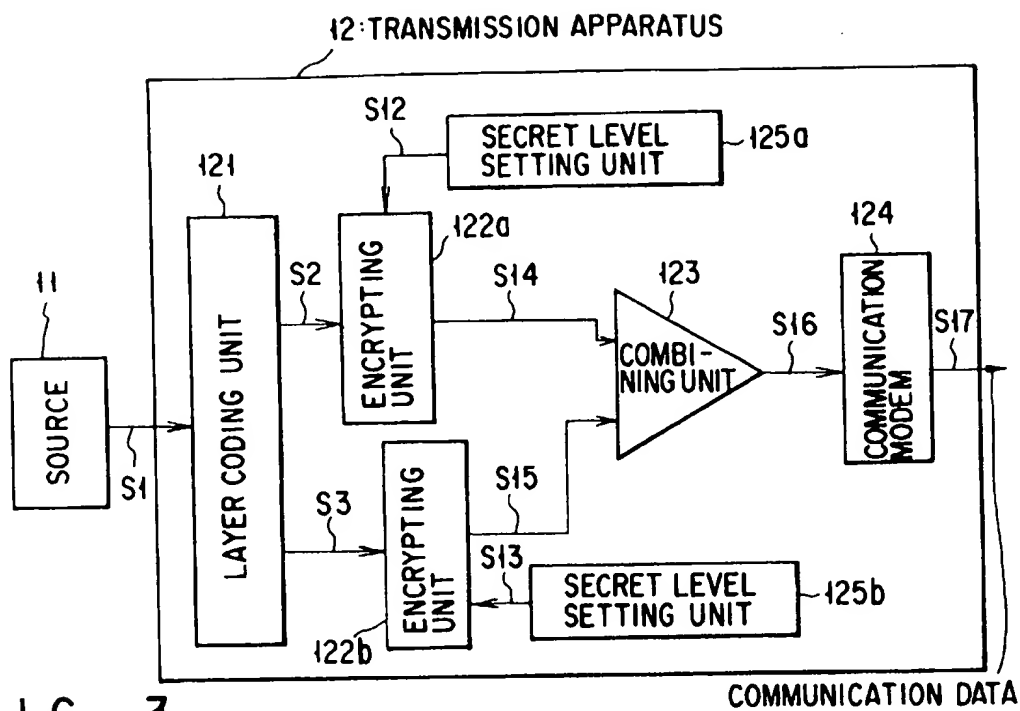 12:TRANSMISSION APPARATUS
S12
SECRET LEVEL
SETTING UNIT
125a
121
122a
124
11
S2
ENCRYPTING
UNIT
S14
123
COMBI-
NING UNIT
S16
COMMUNICATION
MODEM
S17
SOURCE
S1
LAYER CODING UNIT
S3
ENCRYPTING
UNIT
S15
S13
SECRET LEVEL
SETTING UNIT
125b
122b
COMMUNICATION DATA